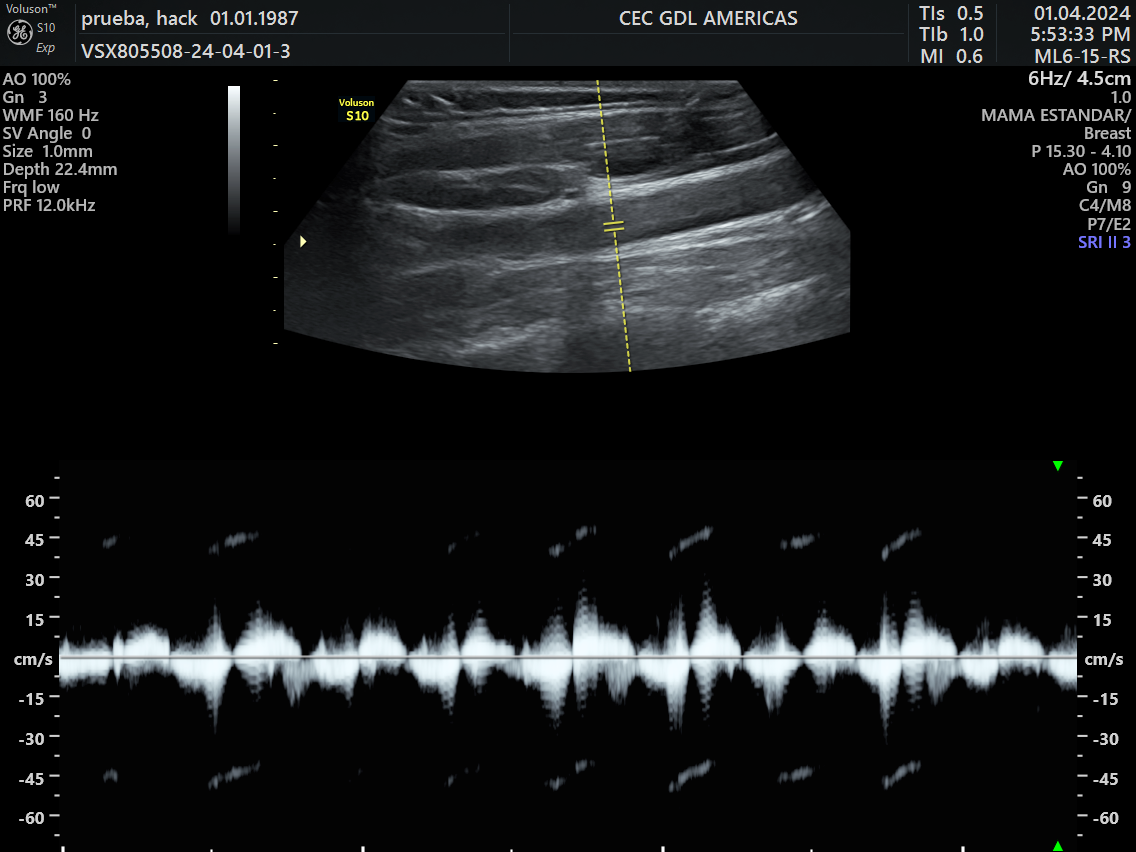 Voluson™
S10
Exp
prueba, hack 01.01.1987
VSX805508-24-04-01-3
CEC GDL AMERICAS
TIs 0.5
TIb 1.0
MI 0.6
01.04.2024
5:53:33 PM
ML6-15-RS
AO 100%
Gn 3
WMF 160 Hz
SV Angle 0
Size 1.0mm
Depth 22.4mm
Frq low
PRF 12.0kHz
Voluson
S10
6Hz/ 4.5cm
1.0
MAMA ESTANDAR/
Breast
P 15.30 - 4.10
AO 100%
Gn 9
C4/M8
P7/E2
SRI II 3
60
45
30
15
cm/s
-15
-30
-45
-60
60
45
30
15
cm/s
-15
-30
-45
-60